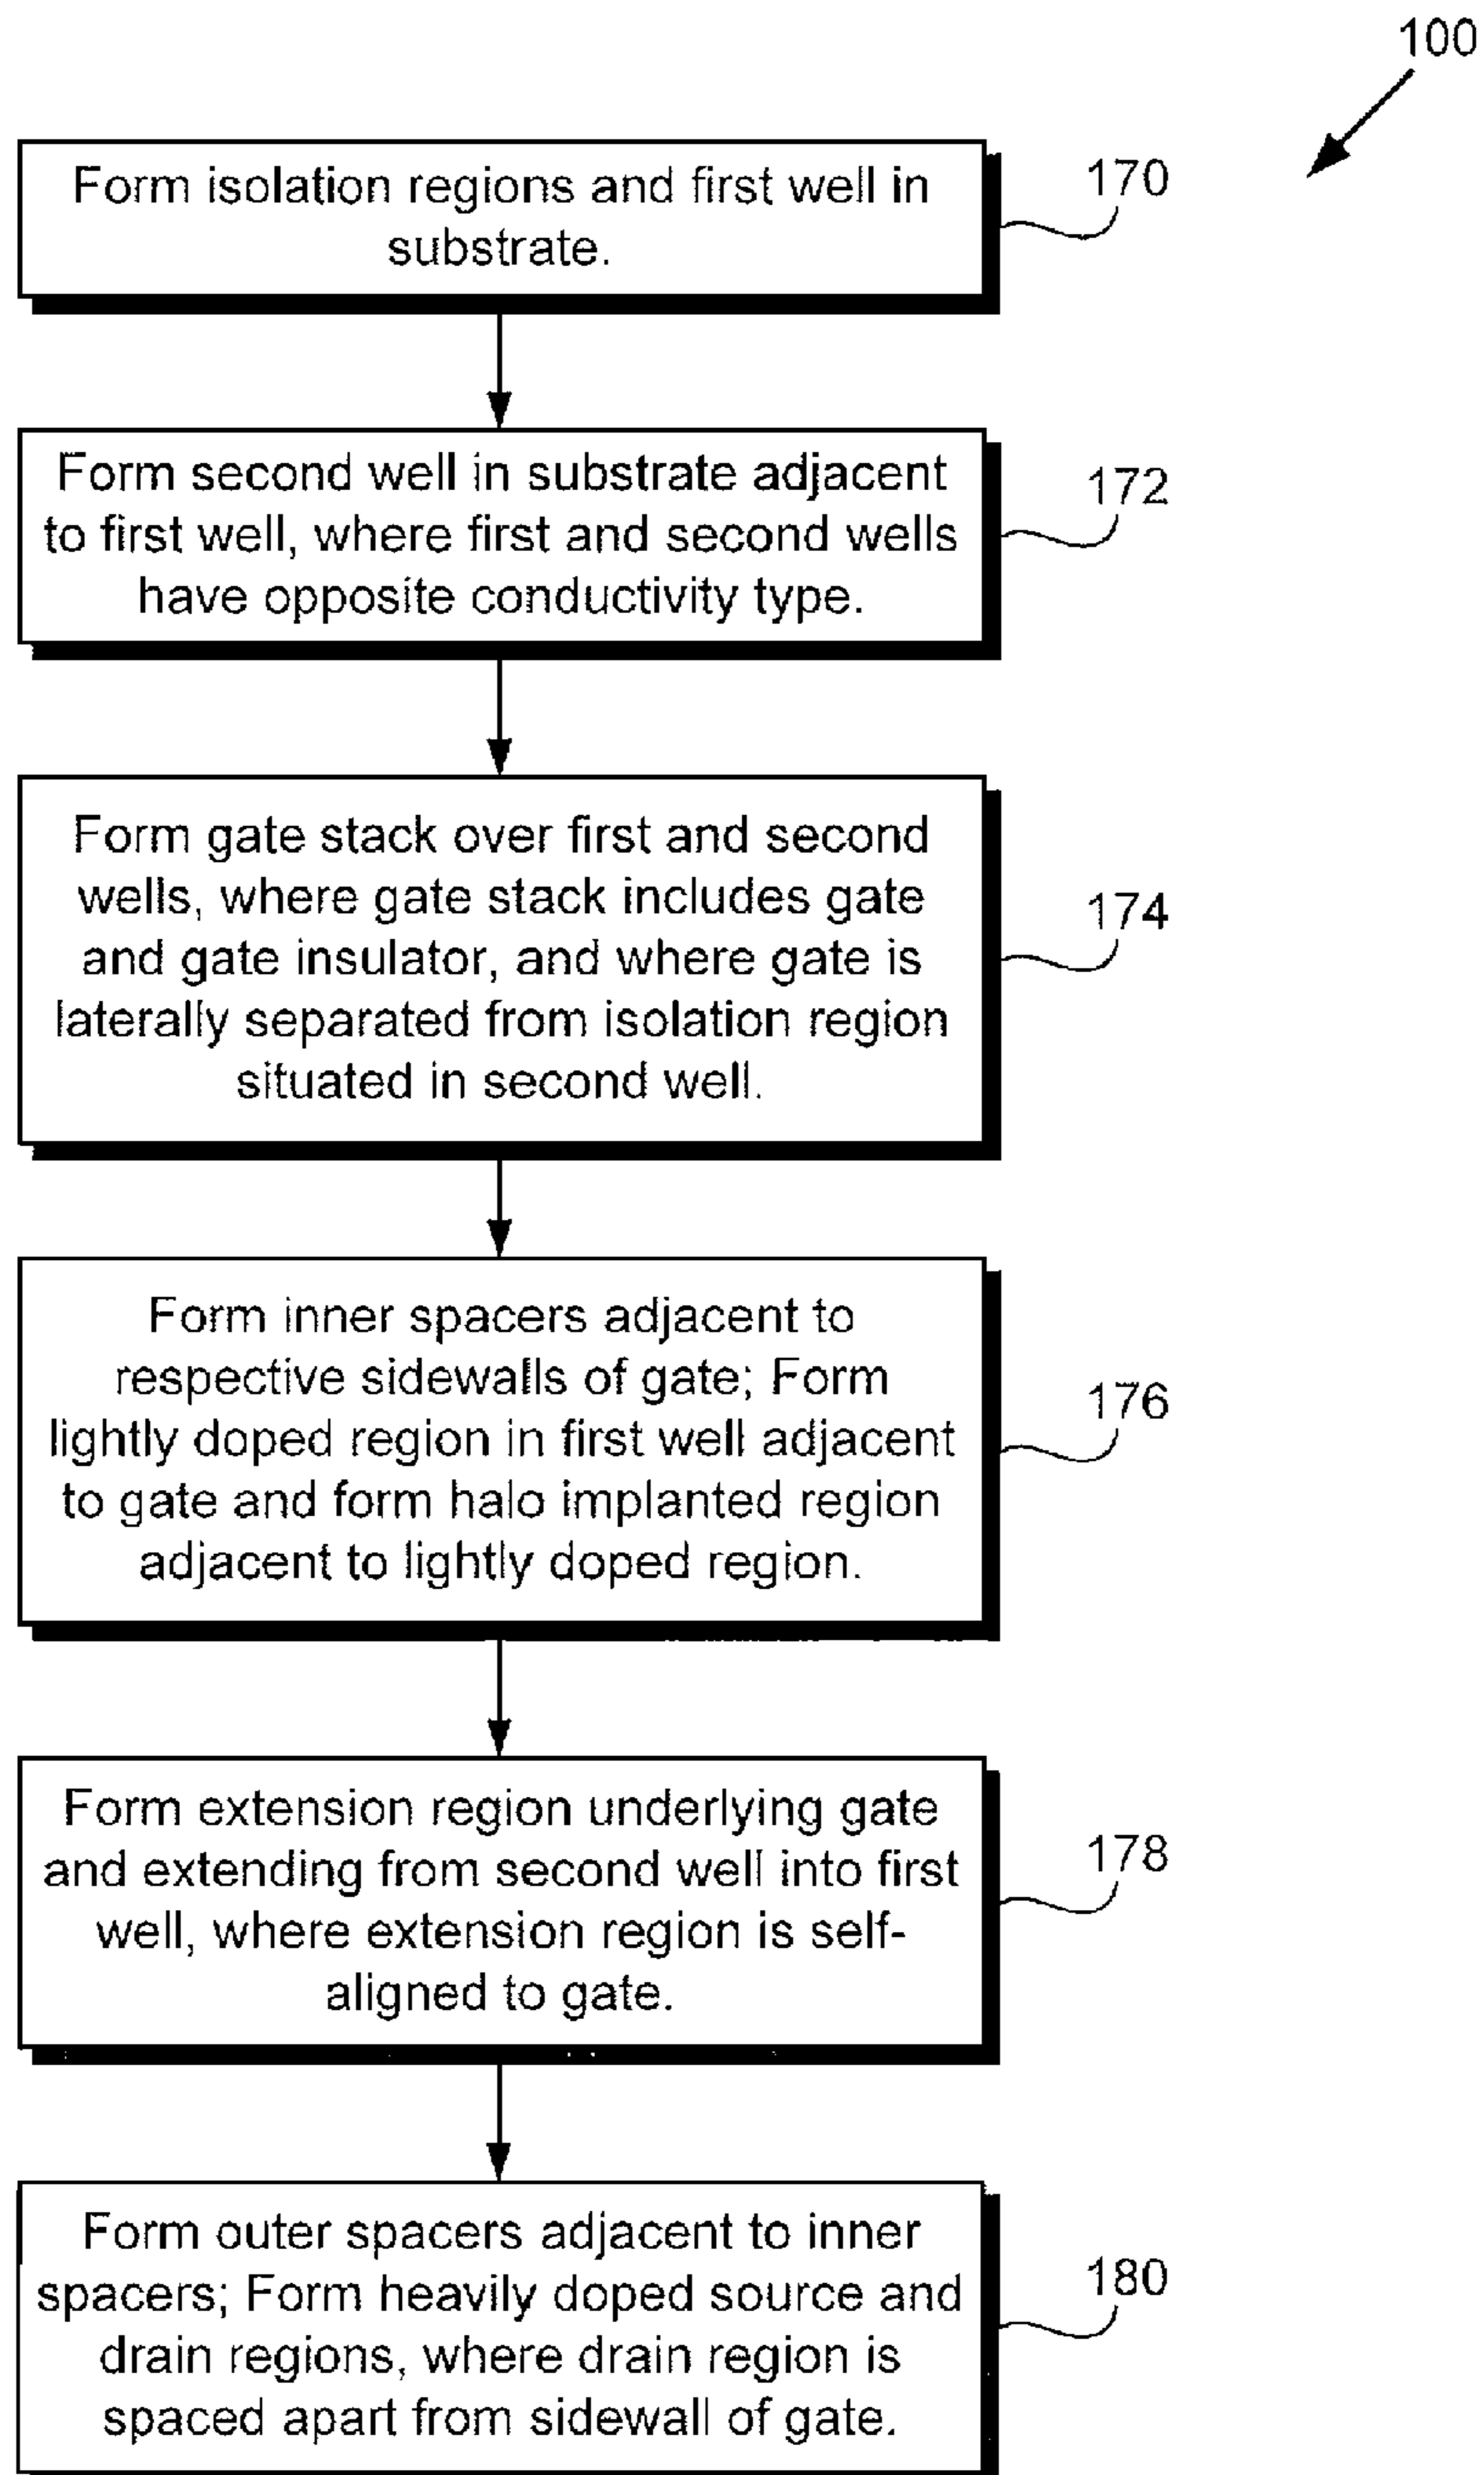 100
Form isolation regions and first well in
substrate.
170
Form second well in substrate adjacent
to first well, where first and second wells
have opposite conductivity type.
172
Form gate stack over first and second
wells, where gate stack includes gate
and gate insulator, and where gate is
laterally separated from isolation region
situated in second well.
174
Form inner spacers adjacent to
respective sidewalls of gate; Form
lightly doped region in first well adjacent
to gate and form halo implanted region
adjacent to lightly doped region.
176
Form extension region underlying gate
and extending from second well into first
well, where extension region is self-
aligned to gate.
178
Form outer spacers adjacent to inner
spacers; Form heavily doped source and
drain regions, where drain region is
spaced apart from sidewall of gate.
180